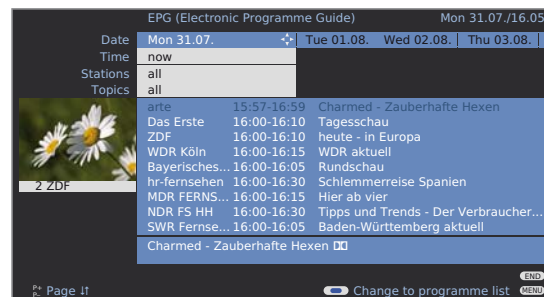 EPG (Electronic Programme Guide) Mon 31.07./16:05
Date Mon 31.07. Tue 01.08. Wed 02.08. Thu 03.08.
Time now
Stations all
Topics all
arte 15:57-16:59 Charmed - Zauberhafte Hexen
Das Erste 16:00-16:10 Tagesschau
ZDF 16:00-16:10 heute - in Europa
WDR Köln 16:00-16:15 WDR aktuell
Bayerisches... 16:00-16:05 Rundschau
2 ZDF
hr-fernsehen 16:00-16:30 Schlemmerreise Spanien
MDR FERNS... 16:00-16:15 Hier ab vier
NDR FS HH 16:00-16:30 Tipps und Trends - Der Verbraucher...
SWR Fernse... 16:00-16:05 Baden-Württemberg aktuell
Charmed - Zauberhafte Hexen
END
P+ P- Page Change to programme list MENU